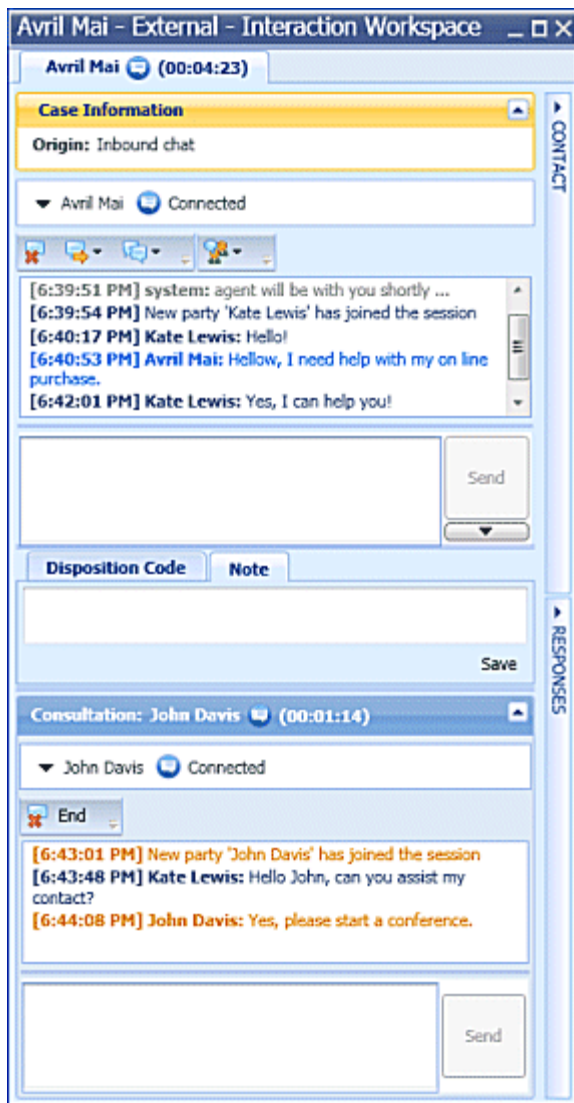 Avril Mai - External - Interaction Workspace
Avril Mai (00:04:23)
Case Information
Origin: Inbound chat
CONTACT
Avril Mai Connected
[6:39:51 PM] system: agent will be with you shortly ...
[6:39:54 PM] New party 'Kate Lewis' has joined the session
[6:40:17 PM] Kate Lewis: Hello!
[6:40:53 PM] Avril Mai: Hellow, I need help with my on line
purchase.
[6:42:01 PM] Kate Lewis: Yes, I can help you!
Send
Disposition Code Note
Save
RESPONSES
Consultation: John Davis (00:01:14)
John Davis Connected
End
[6:43:01 PM] New party 'John Davis' has joined the session
[6:43:48 PM] Kate Lewis: Hello John, can you assist my
contact?
[6:44:08 PM] John Davis: Yes, please start a conference.
Send